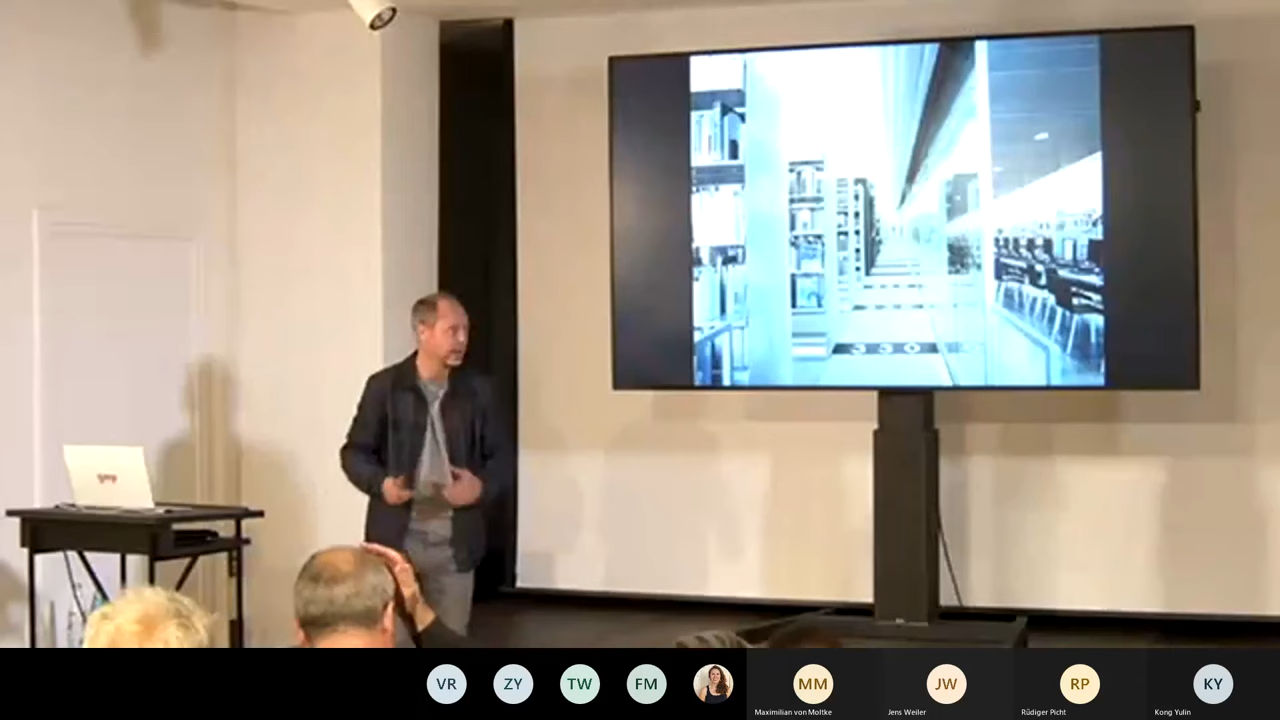 330
VR
ZY
TW
FM
MM
JW
RP
KY
Maximilian von Moltke
Jens Weiler
Rüdiger Picht
Kong Yulin